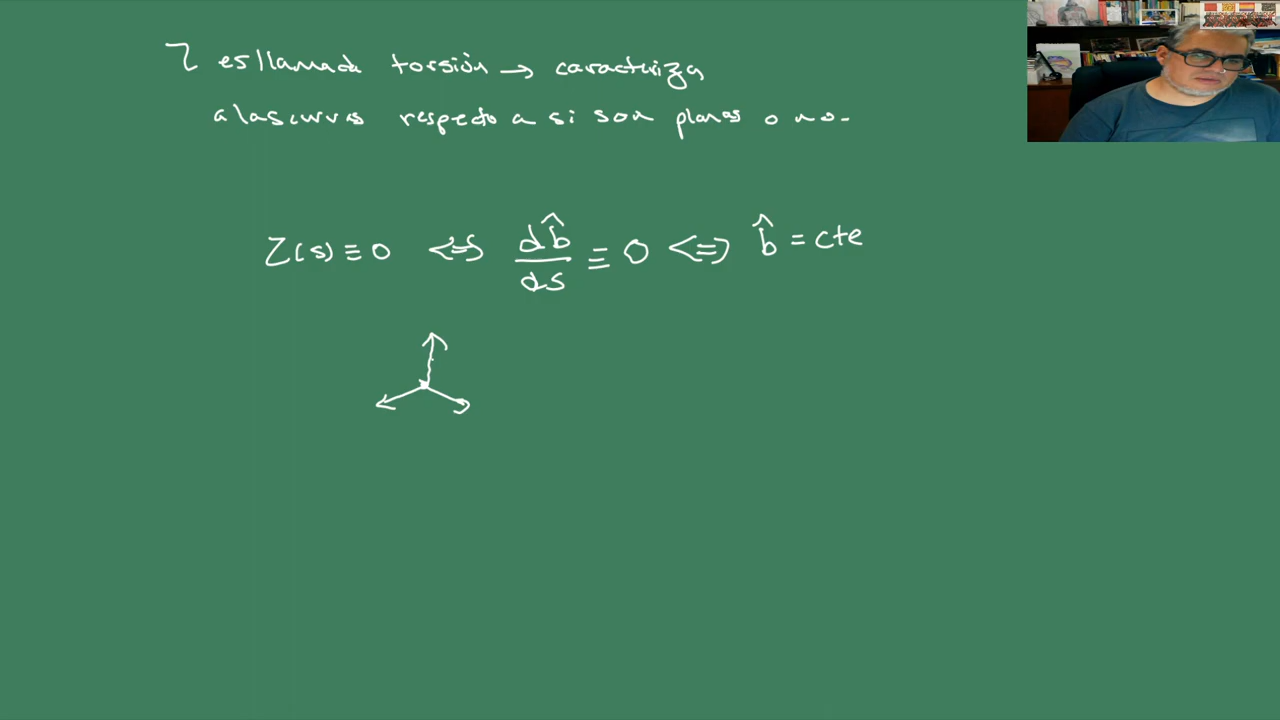 τ es llamada torsión → caracteriza
a las curvas respecto a si son planas o no.
τ(s) ≡ 0 <=> db̂/ds ≡ 0 <=> b̂ = cte